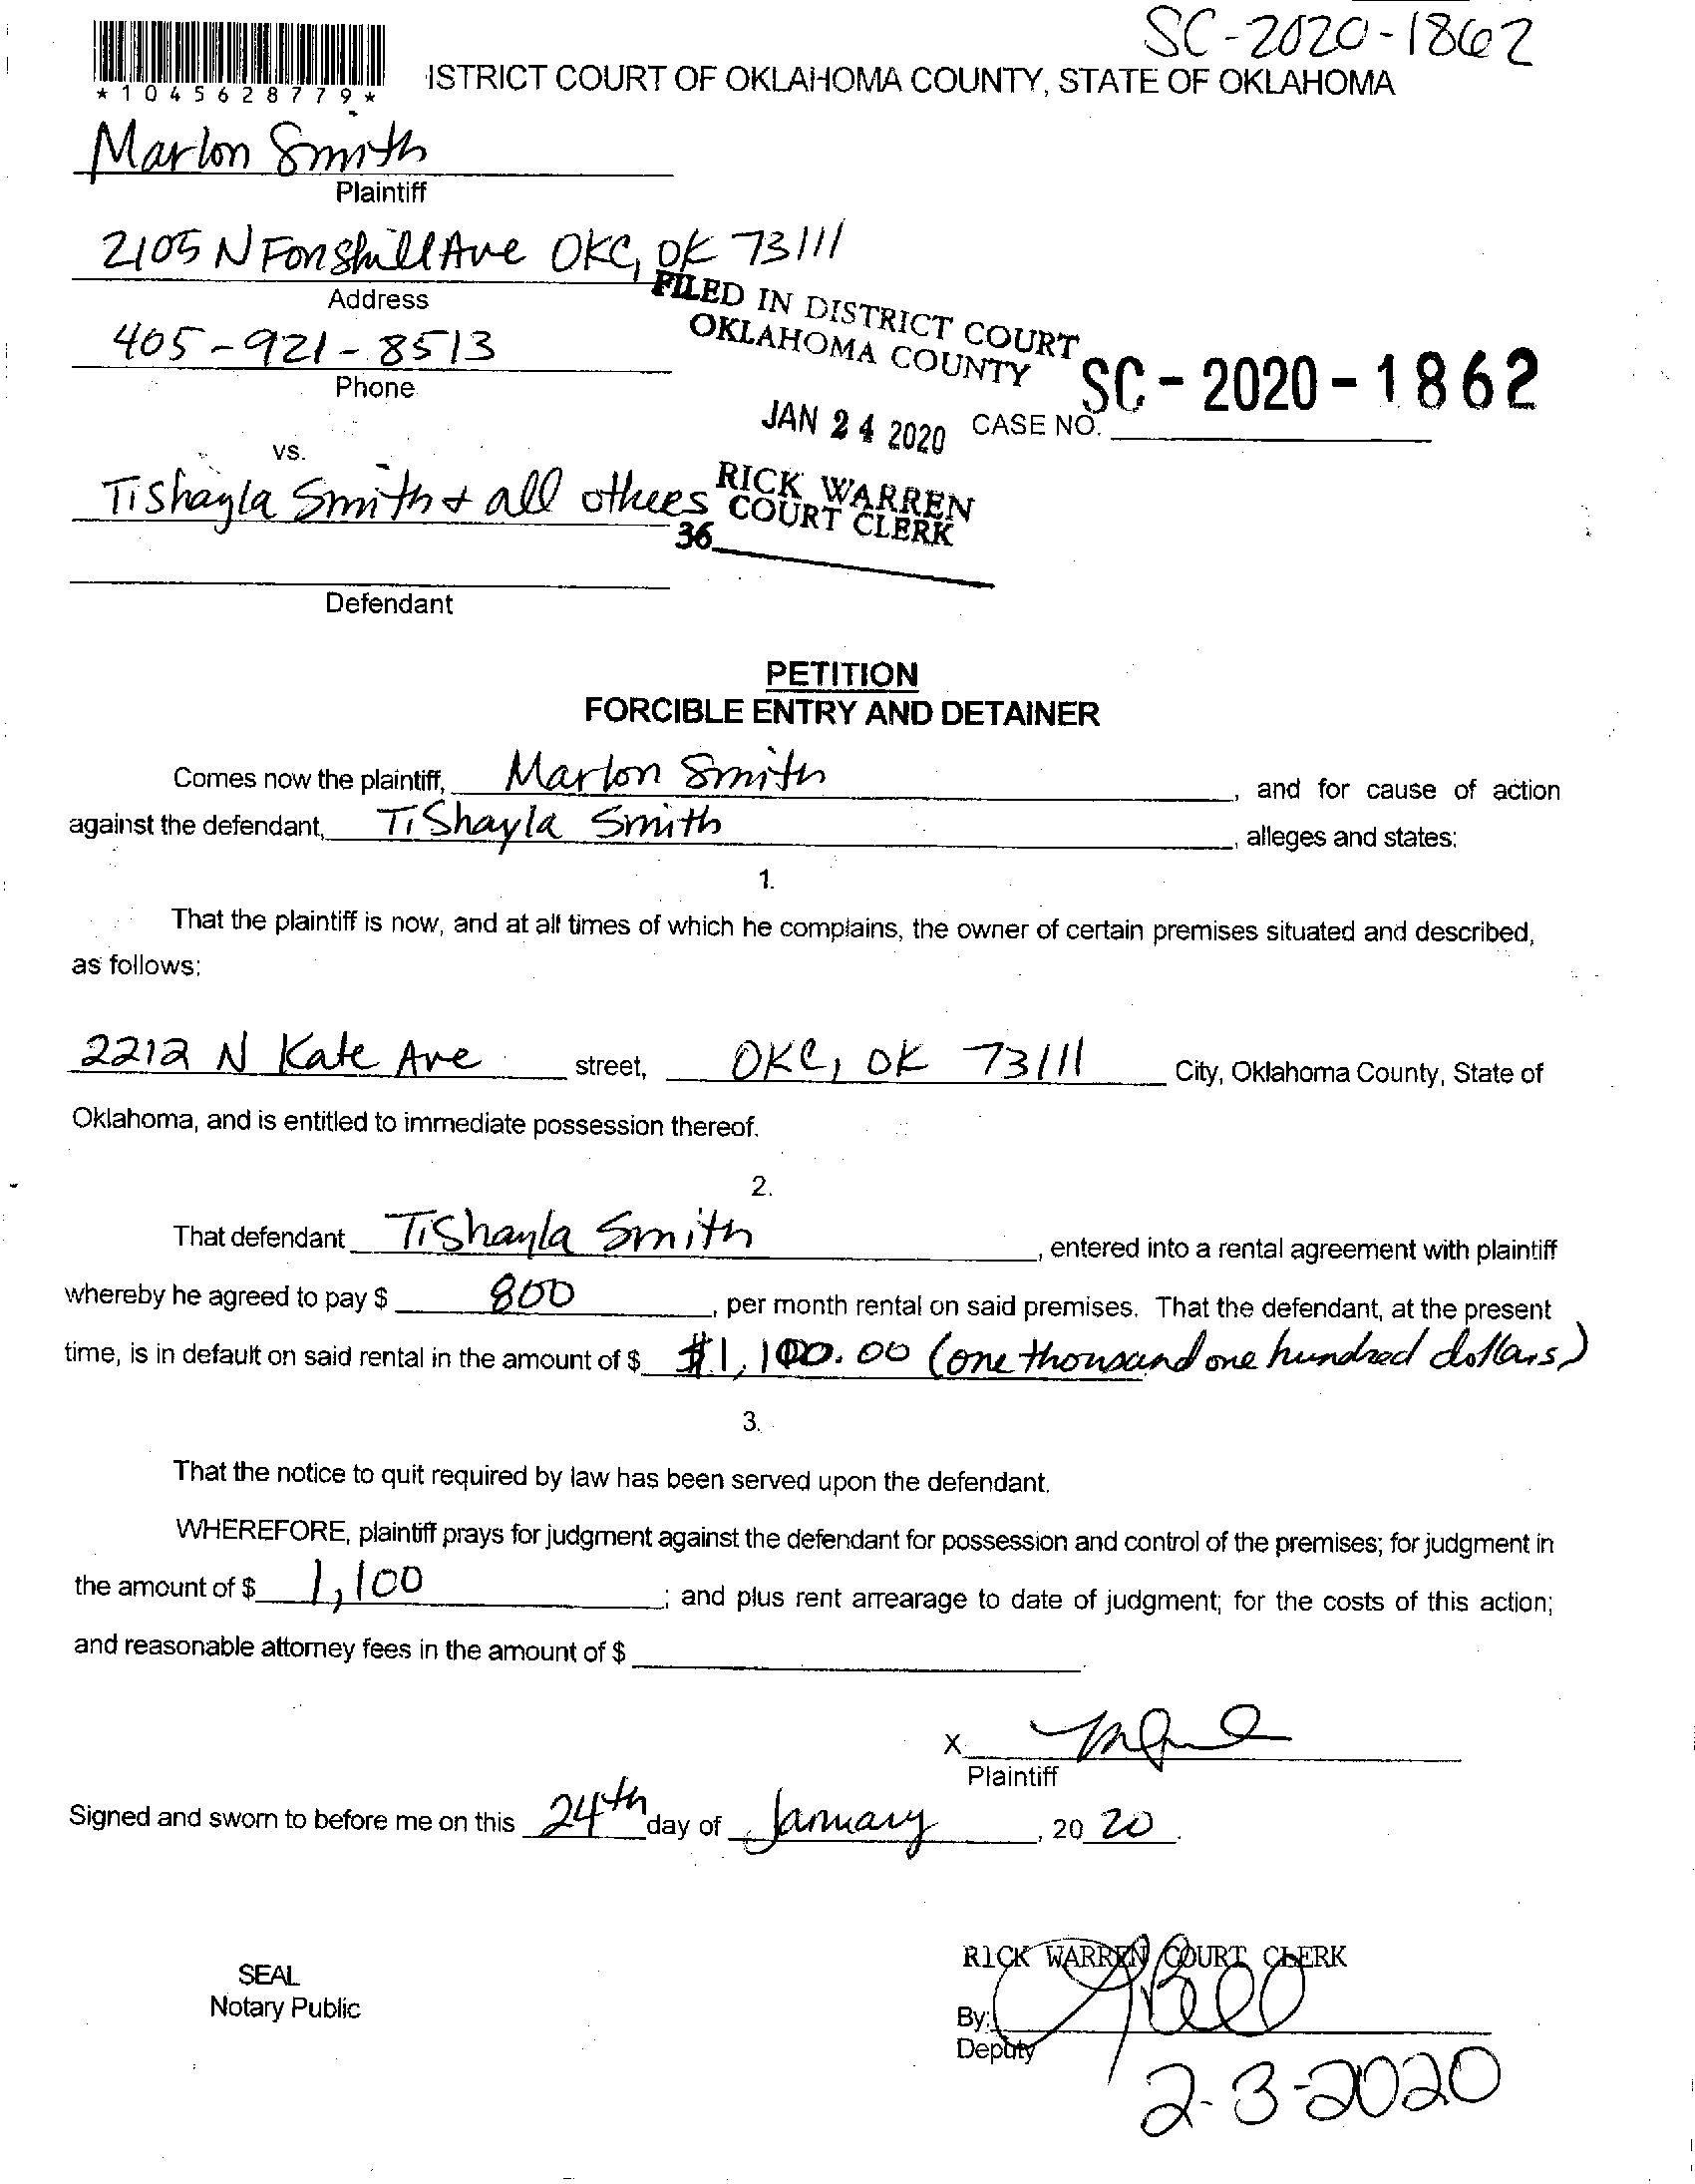 SC-2020-1862
*1045628779*
ISTRICT COURT OF OKLAHOMA COUNTY, STATE OF OKLAHOMA
Marlon Smith
Plaintiff
2105 N Fonshill Ave OKC, OK 73111
Address
FILED IN DISTRICT COURT
OKLAHOMA COUNTY
405-921-8513
Phone
SC-2020-1862
JAN 24 2020
CASE NO.
vs.
Tishayla Smith + all others
RICK WARREN
COURT CLERK
36
Defendant
PETITION
FORCIBLE ENTRY AND DETAINER
Comes now the plaintiff, Marlon Smith, and for cause of action
against the defendant, TiShayla Smith, alleges and states:
1.
That the plaintiff is now, and at all times of which he complains, the owner of certain premises situated and described,
as follows:
2212 N Kate Ave street, OKC, OK 73111 City, Oklahoma County, State of
Oklahoma, and is entitled to immediate possession thereof.
2.
That defendant TiShayla Smith, entered into a rental agreement with plaintiff
whereby he agreed to pay $ 800, per month rental on said premises. That the defendant, at the present
time, is in default on said rental in the amount of $ $1,100.00 (one thousand one hundred dollars)
3.
That the notice to quit required by law has been served upon the defendant.
WHEREFORE, plaintiff prays for judgment against the defendant for possession and control of the premises; for judgment in
the amount of $ 1,100; and plus rent arrearage to date of judgment; for the costs of this action;
and reasonable attorney fees in the amount of $
X
Plaintiff
Signed and sworn to before me on this 24th day of January, 20 20.
RICK WARREN COURT CLERK
SEAL
Notary Public
By:
Deputy
2-3-2020